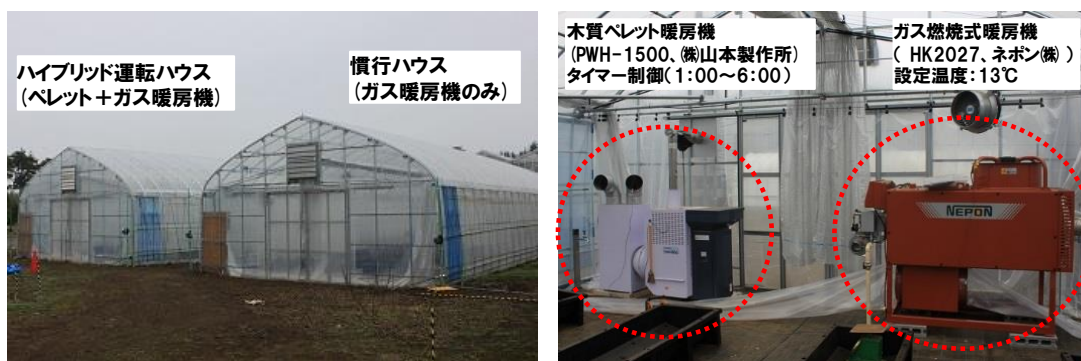 ハイブリッド運転ハウス
(ペレット＋ガス暖房機)
慣行ハウス
(ガス暖房機のみ)
木質ペレット暖房機
(PWH-1500、㈱山本製作所)
タイマー制御(1:00～6:00)
ガス燃焼式暖房機
( HK2027、ネポン㈱ )
設定温度:13℃
NEPON